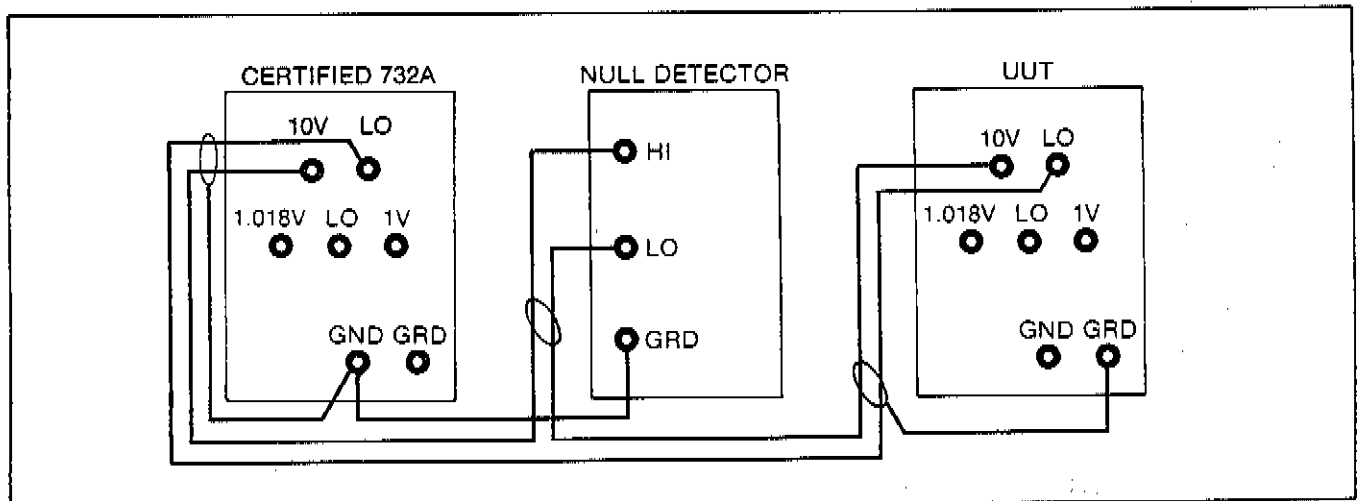 CERTIFIED 732A
10V LO
1.018V LO 1V
GND GRD
NULL DETECTOR
HI
LO
GRD
UUT
10V LO
1.018V LO 1V
GND GRD